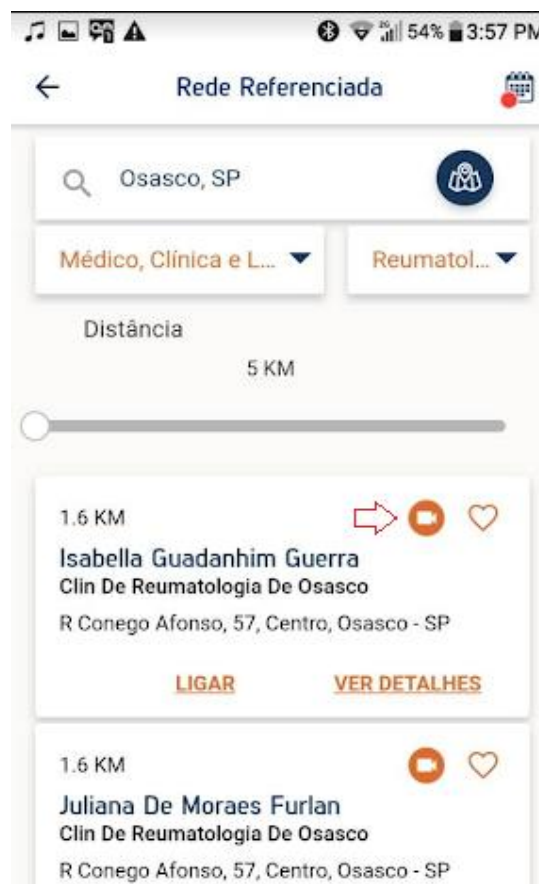 54% 3:57 PM
Rede Referenciada
Osasco, SP
Médico, Clínica e L... Reumatol...
Distância
5 KM
1.6 KM
Isabella Guadanhim Guerra
Clin De Reumatologia De Osasco
R Conego Afonso, 57, Centro, Osasco - SP
LIGAR VER DETALHES
1.6 KM
Juliana De Moraes Furlan
Clin De Reumatologia De Osasco
R Conego Afonso, 57, Centro, Osasco - SP